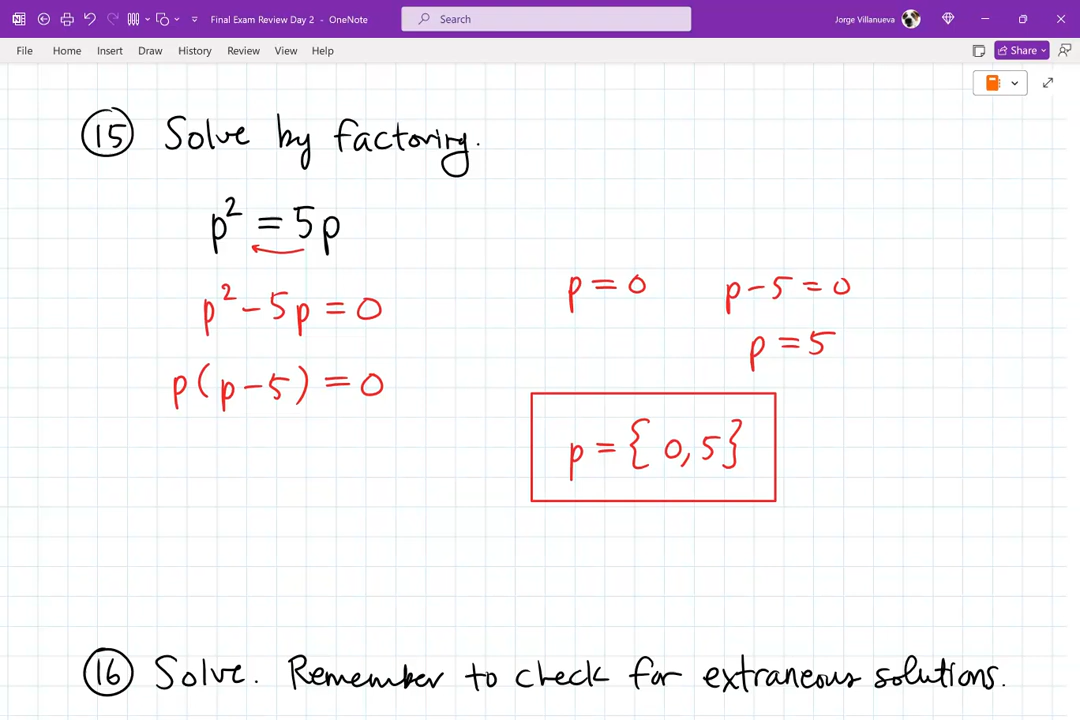 Final Exam Review Day 2 - OneNote
Search
Jorge Villanueva
File Home Insert Draw History Review View Help
Share
15 Solve by factoring.
p² = 5p
p² - 5p = 0
p(p - 5) = 0
p = 0
p - 5 = 0
p = 5
p = { 0, 5 }
16 Solve. Remember to check for extraneous solutions.